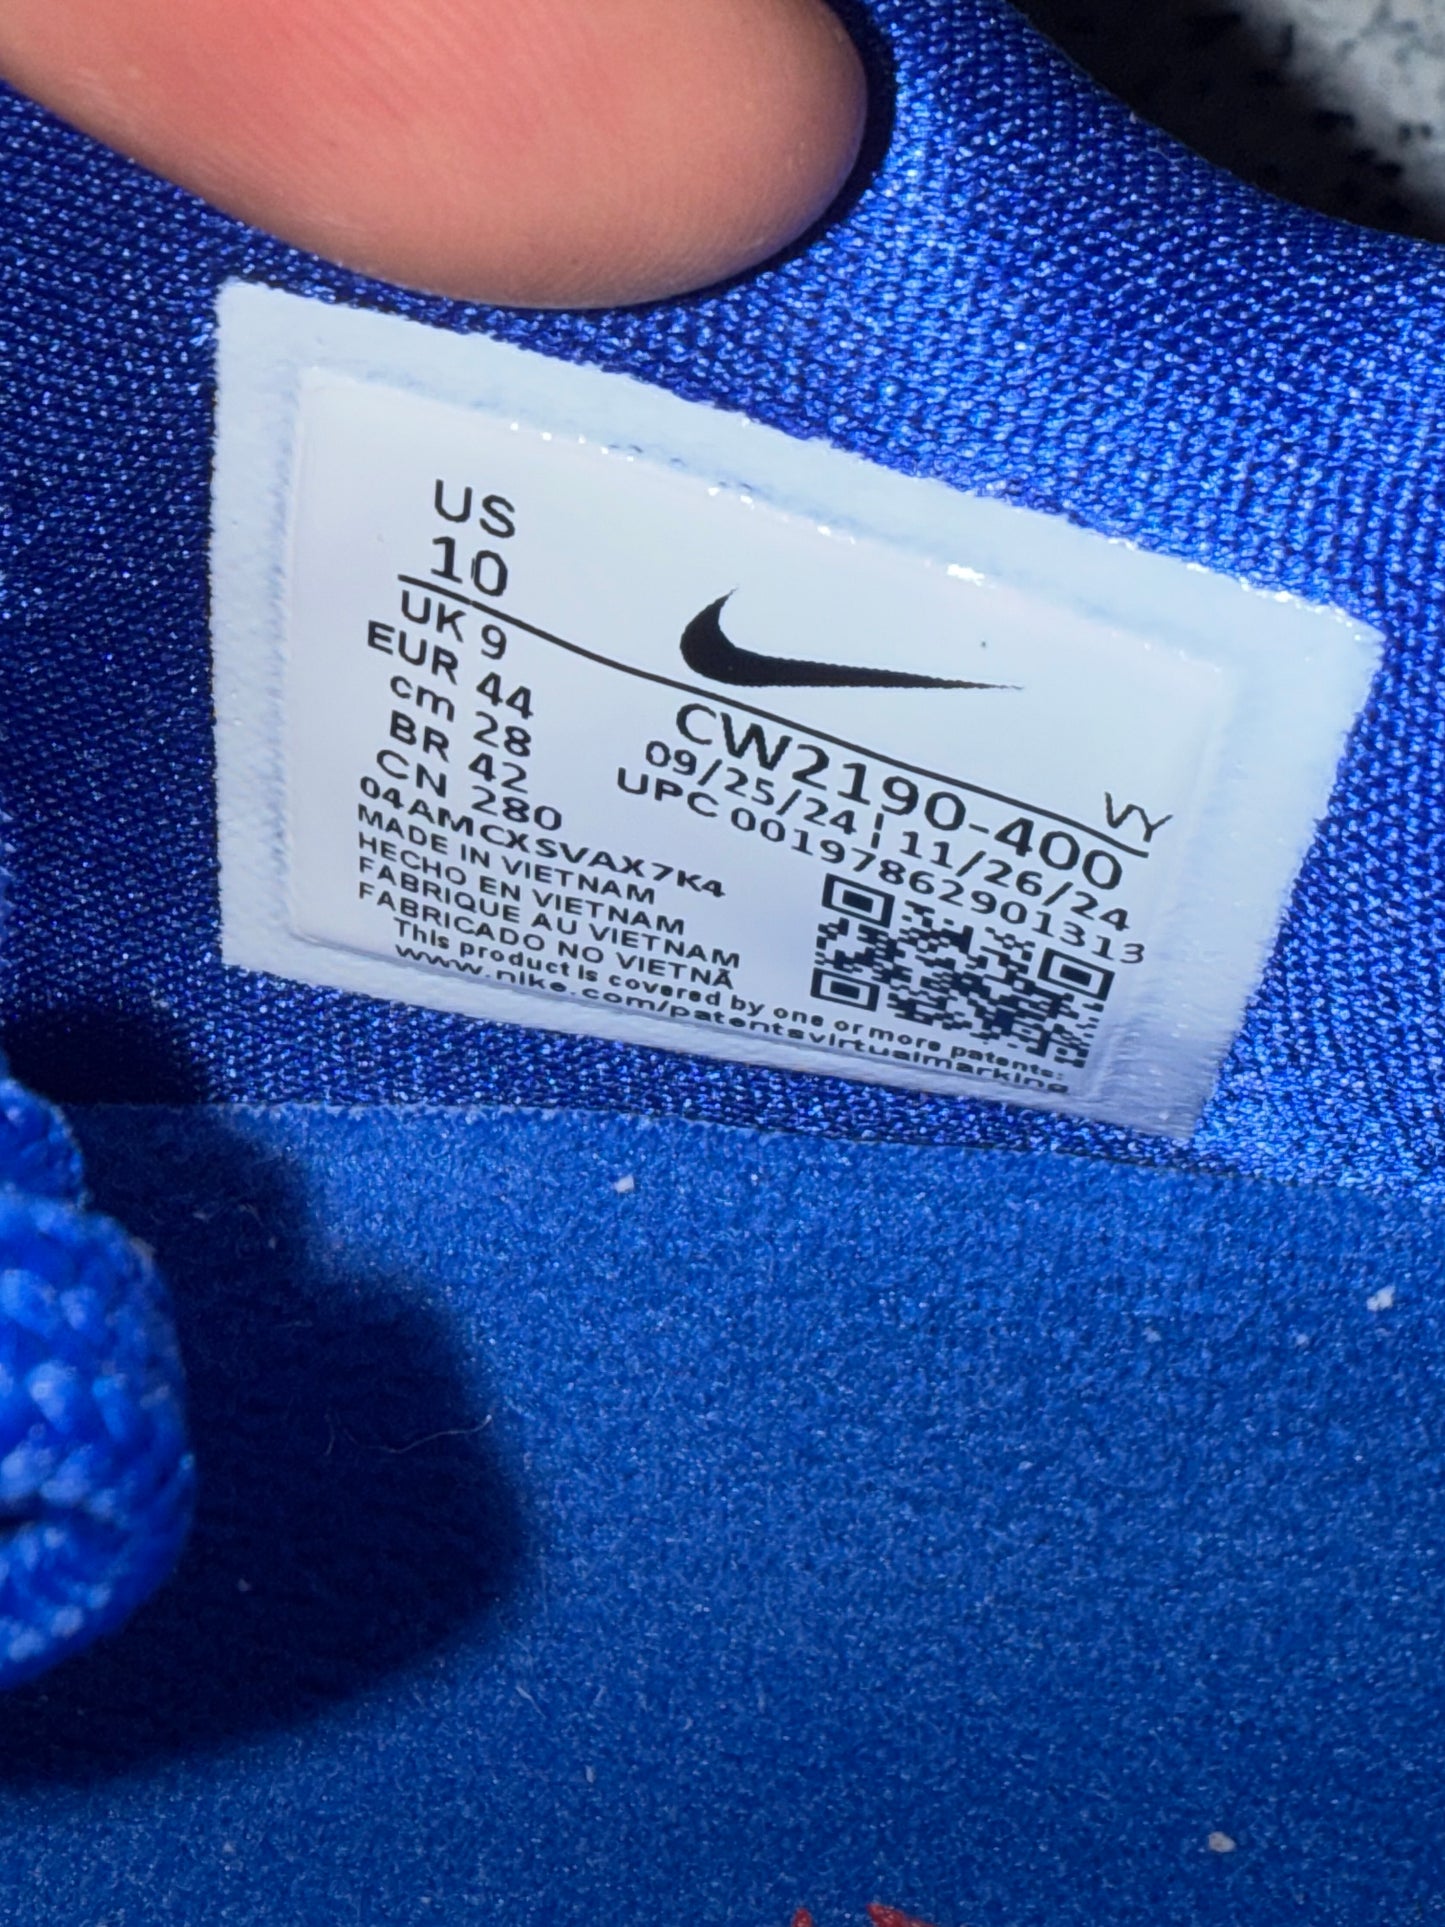 US
10
UK 9
EUR 44
cm 28
BR 42
CN 280
04AMCXSVAX7K4
MADE IN VIETNAM
HECHO EN VIETNAM
FABRIQUE AU VIETNAM
FABRICADO NO VIETNÃ
This product is covered by one or more patents:
www.nike.com/patentsvirtualmarking
VY
CW2190-400
09/25/24 ¦ 11/26/24
UPC 00197862901313